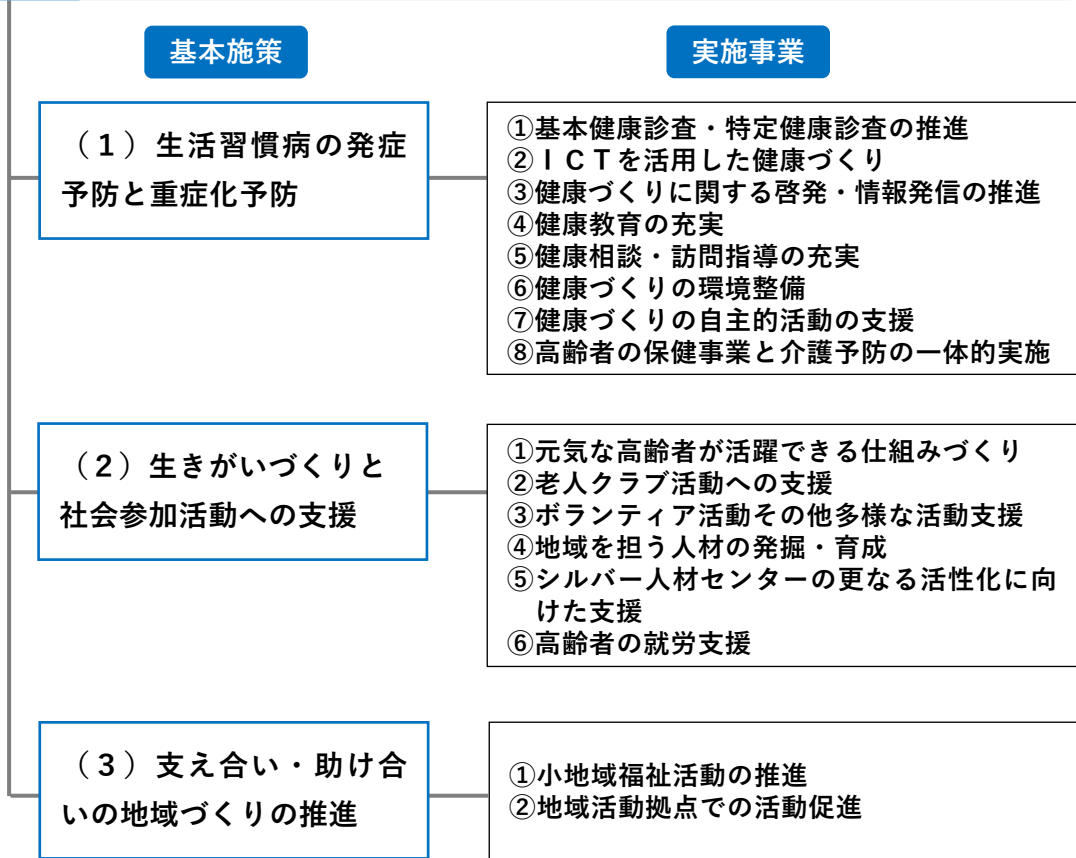 基本施策
実施事業
（１）生活習慣病の発症
予防と重症化予防
①基本健康診査・特定健康診査の推進
②ＩＣＴを活用した健康づくり
③健康づくりに関する啓発・情報発信の推進
④健康教育の充実
⑤健康相談・訪問指導の充実
⑥健康づくりの環境整備
⑦健康づくりの自主的活動の支援
⑧高齢者の保健事業と介護予防の一体的実施
（２）生きがいづくりと
社会参加活動への支援
①元気な高齢者が活躍できる仕組みづくり
②老人クラブ活動への支援
③ボランティア活動その他多様な活動支援
④地域を担う人材の発掘・育成
⑤シルバー人材センターの更なる活性化に向
けた支援
⑥高齢者の就労支援
（３）支え合い・助け合
いの地域づくりの推進
①小地域福祉活動の推進
②地域活動拠点での活動促進